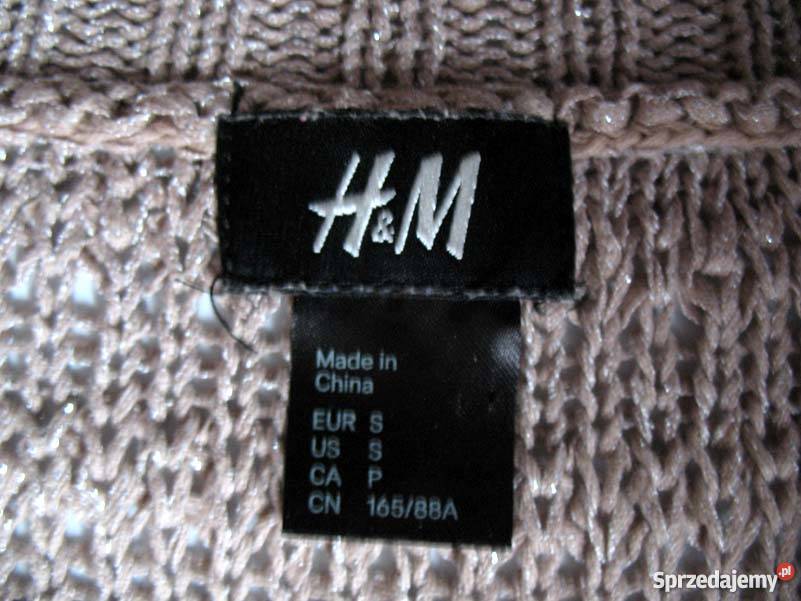 H&M
Made in
China
EUR S
US S
CA P
CN 165/88A
Sprzedajemy.pl